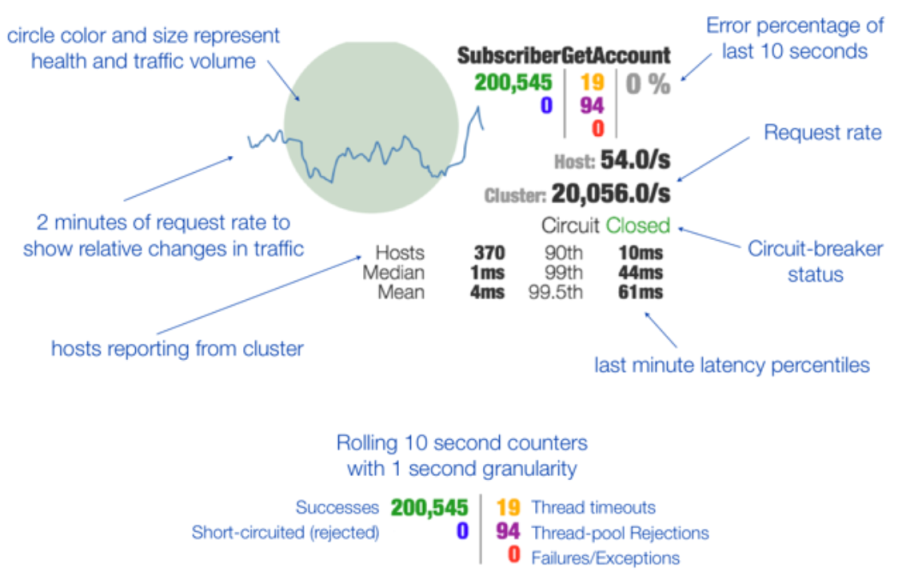 circle color and size represent
health and traffic volume
Error percentage of
last 10 seconds
SubscriberGetAccount
200,545 19 0 %
0 94
0
Request rate
Host: 54.0/s
Cluster: 20,056.0/s
2 minutes of request rate to
show relative changes in traffic
Circuit Closed
Circuit-breaker
status
Hosts 370 90th 10ms
Median 1ms 99th 44ms
Mean 4ms 99.5th 61ms
hosts reporting from cluster
last minute latency percentiles
Rolling 10 second counters
with 1 second granularity
Successes 200,545 19 Thread timeouts
Short-circuited (rejected) 0 94 Thread-pool Rejections
0 Failures/Exceptions